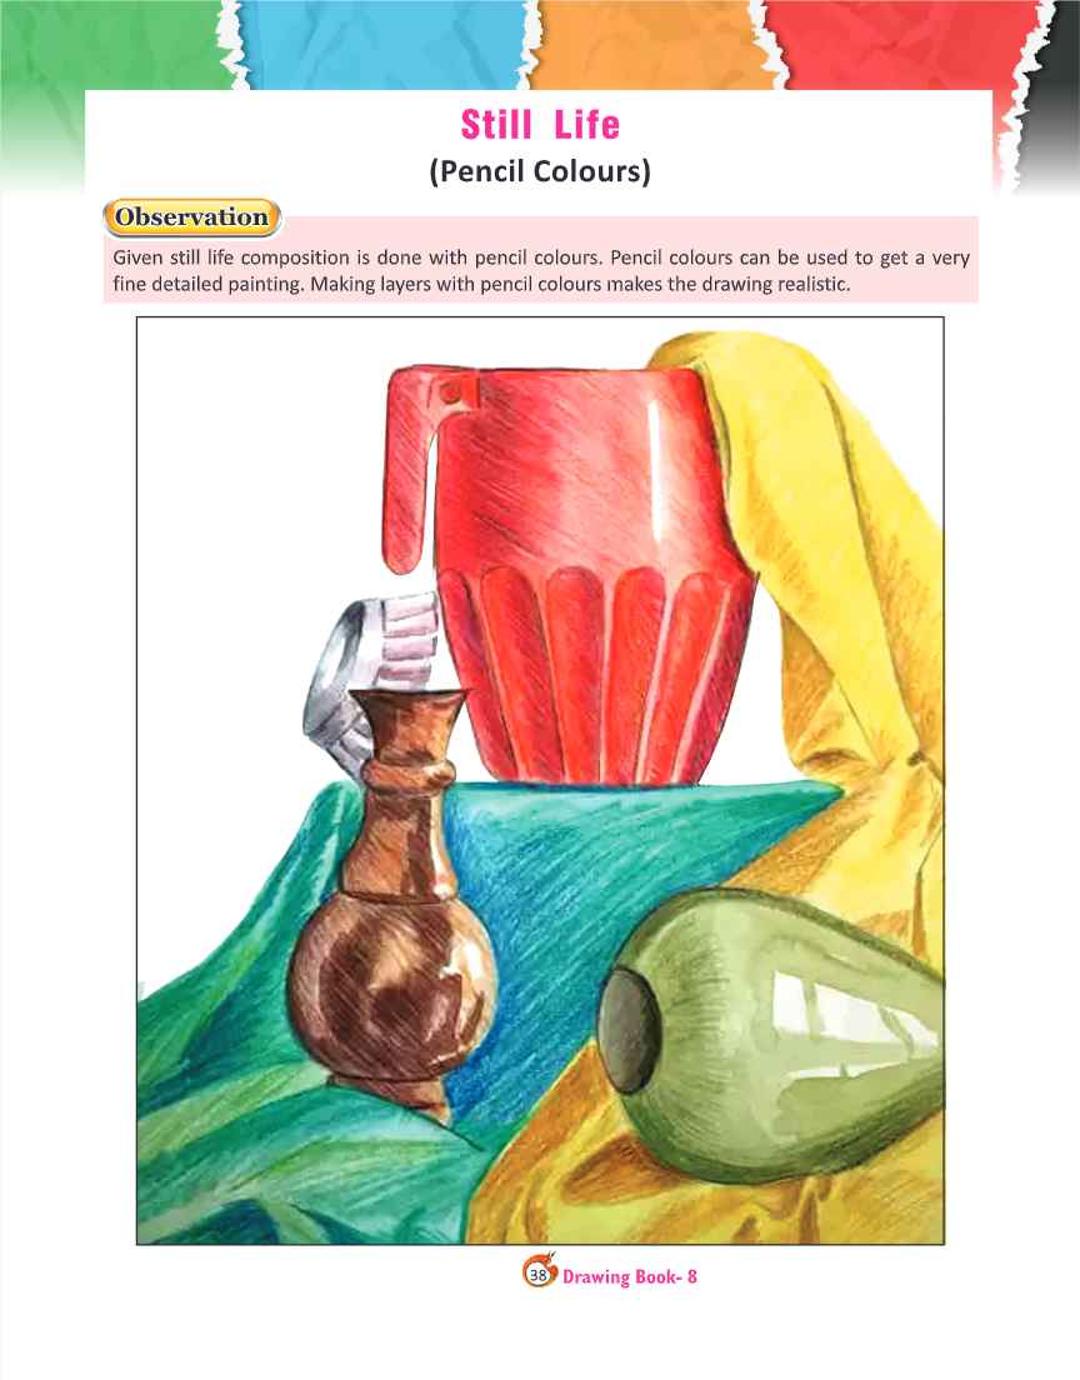 Still Life
(Pencil Colours)
Observation
Given still life composition is done with pencil colours. Pencil colours can be used to get a very
fine detailed painting. Making layers with pencil colours makes the drawing realistic.
38 Drawing Book- 8